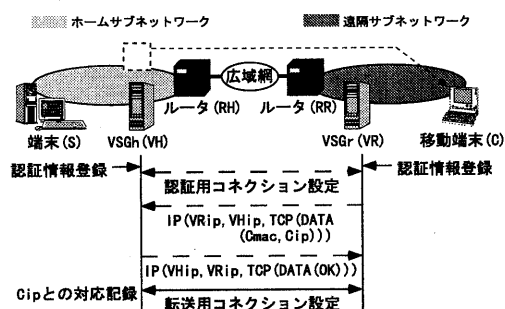 ホームサブネットワーク
遠隔サブネットワーク
広域網
ルータ(RH)
ルータ(RR)
端末(S)
VSGh(VH)
VSGr(VR)
移動端末(C)
認証情報登録
認証情報登録
認証用コネクション設定
IP(VRip,VHip,TCP(DATA
(Cmac,Cip)))
IP(VHip,VRip,TCP(DATA(OK)))
Cipとの対応記録
転送用コネクション設定